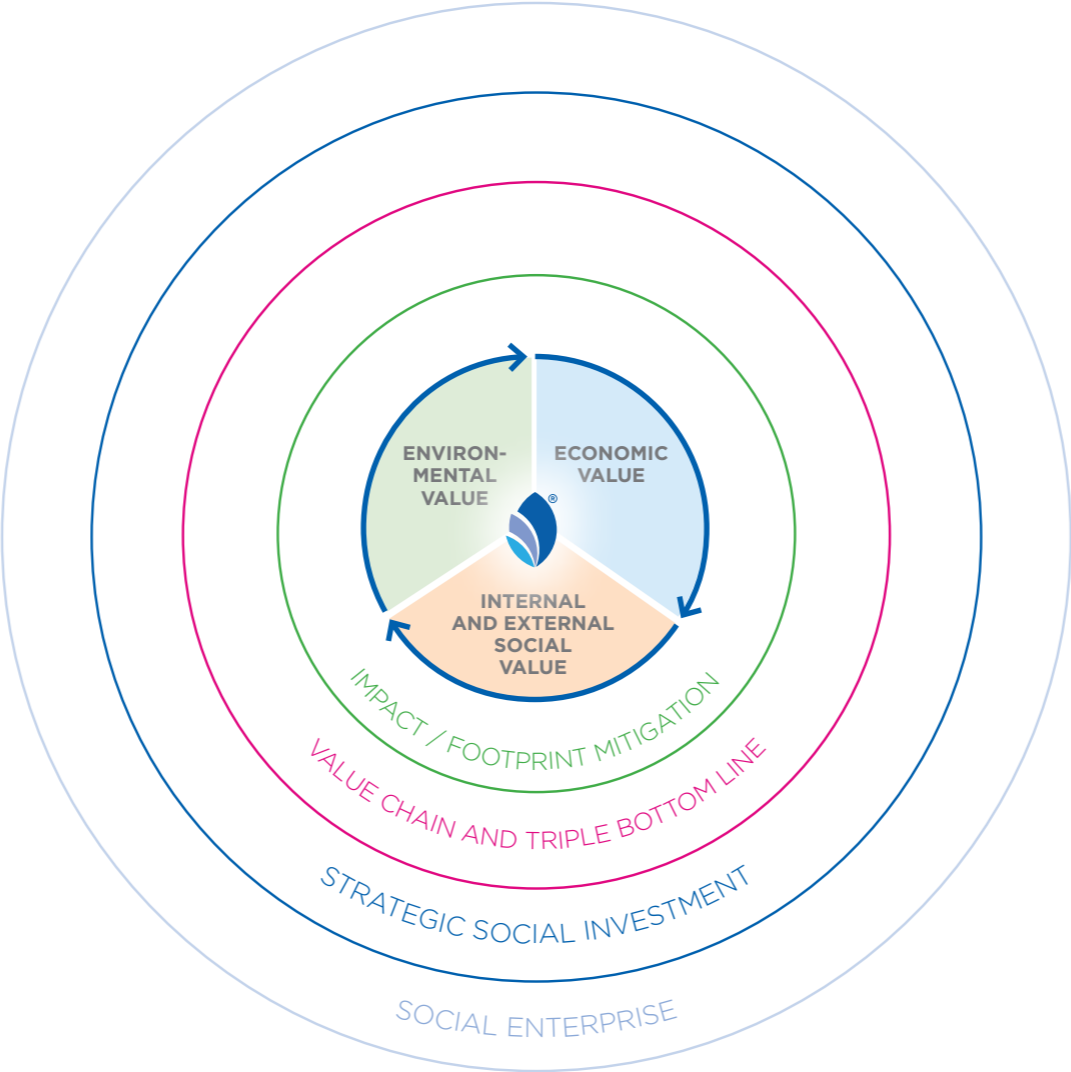 ENVIRON-
MENTAL
VALUE
ECONOMIC
VALUE
®
INTERNAL
AND EXTERNAL
SOCIAL
VALUE
IMPACT / FOOTPRINT MITIGATION
VALUE CHAIN AND TRIPLE BOTTOM LINE
STRATEGIC SOCIAL INVESTMENT
SOCIAL ENTERPRISE